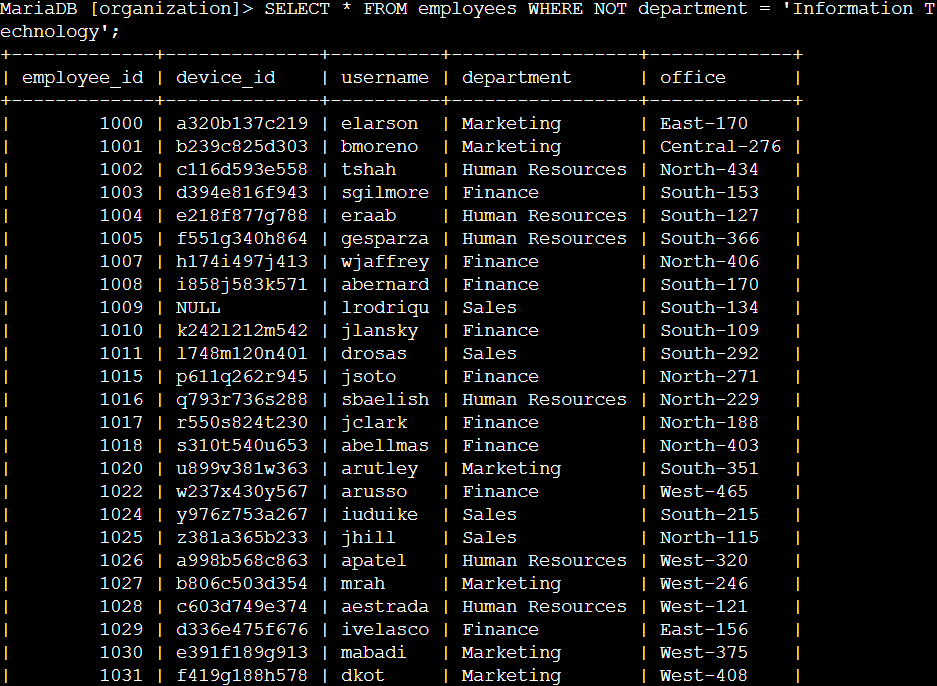 MariaDB [organization]> SELECT * FROM employees WHERE NOT department = 'Information T
echnology';
+-------------+--------------+----------+-----------------+-------------+
| employee_id | device_id    | username | department      | office      |
+-------------+--------------+----------+-----------------+-------------+
|        1000 | a320b137c219 | elarson  | Marketing       | East-170    |
|        1001 | b239c825d303 | bmoreno  | Marketing       | Central-276 |
|        1002 | c116d593e558 | tshah    | Human Resources | North-434   |
|        1003 | d394e816f943 | sgilmore | Finance         | South-153   |
|        1004 | e218f877g788 | eraab    | Human Resources | South-127   |
|        1005 | f551g340h864 | gesparza | Human Resources | South-366   |
|        1007 | h174i497j413 | wjaffrey | Finance         | North-406   |
|        1008 | i858j583k571 | abernard | Finance         | South-170   |
|        1009 | NULL         | lrodriqu | Sales           | South-134   |
|        1010 | k242l212m542 | jlansky  | Finance         | South-109   |
|        1011 | l748m120n401 | drosas   | Sales           | South-292   |
|        1015 | p611q262r945 | jsoto    | Finance         | North-271   |
|        1016 | q793r736s288 | sbaelish | Human Resources | North-229   |
|        1017 | r550s824t230 | jclark   | Finance         | North-188   |
|        1018 | s310t540u653 | abellmas | Finance         | North-403   |
|        1020 | u899v381w363 | arutley  | Marketing       | South-351   |
|        1022 | w237x430y567 | arusso   | Finance         | West-465    |
|        1024 | y976z753a267 | iuduike  | Sales           | South-215   |
|        1025 | z381a365b233 | jhill    | Sales           | North-115   |
|        1026 | a998b568c863 | apatel   | Human Resources | West-320    |
|        1027 | b806c503d354 | mrah     | Marketing       | West-246    |
|        1028 | c603d749e374 | aestrada | Human Resources | West-121    |
|        1029 | d336e475f676 | ivelasco | Finance         | East-156    |
|        1030 | e391f189g913 | mabadi   | Marketing       | West-375    |
|        1031 | f419g188h578 | dkot     | Marketing       | West-408    |